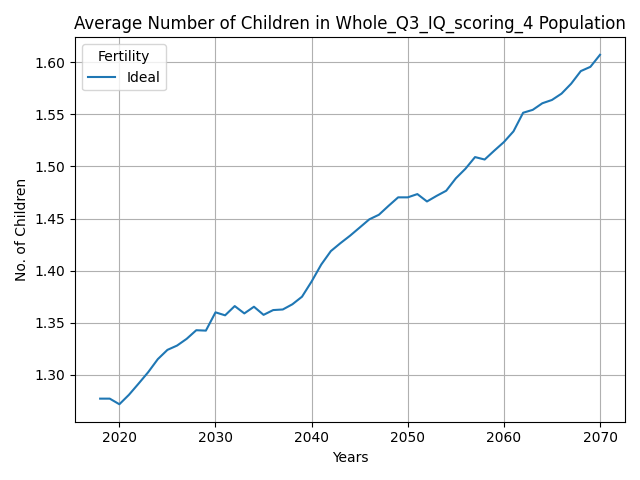 Average Number of Children in Whole_Q3_IQ_scoring_4 Population
Fertility
Ideal
No. of Children
1.60
1.55
1.50
1.45
1.40
1.35
1.30
2020 2030 2040 2050 2060 2070
Years